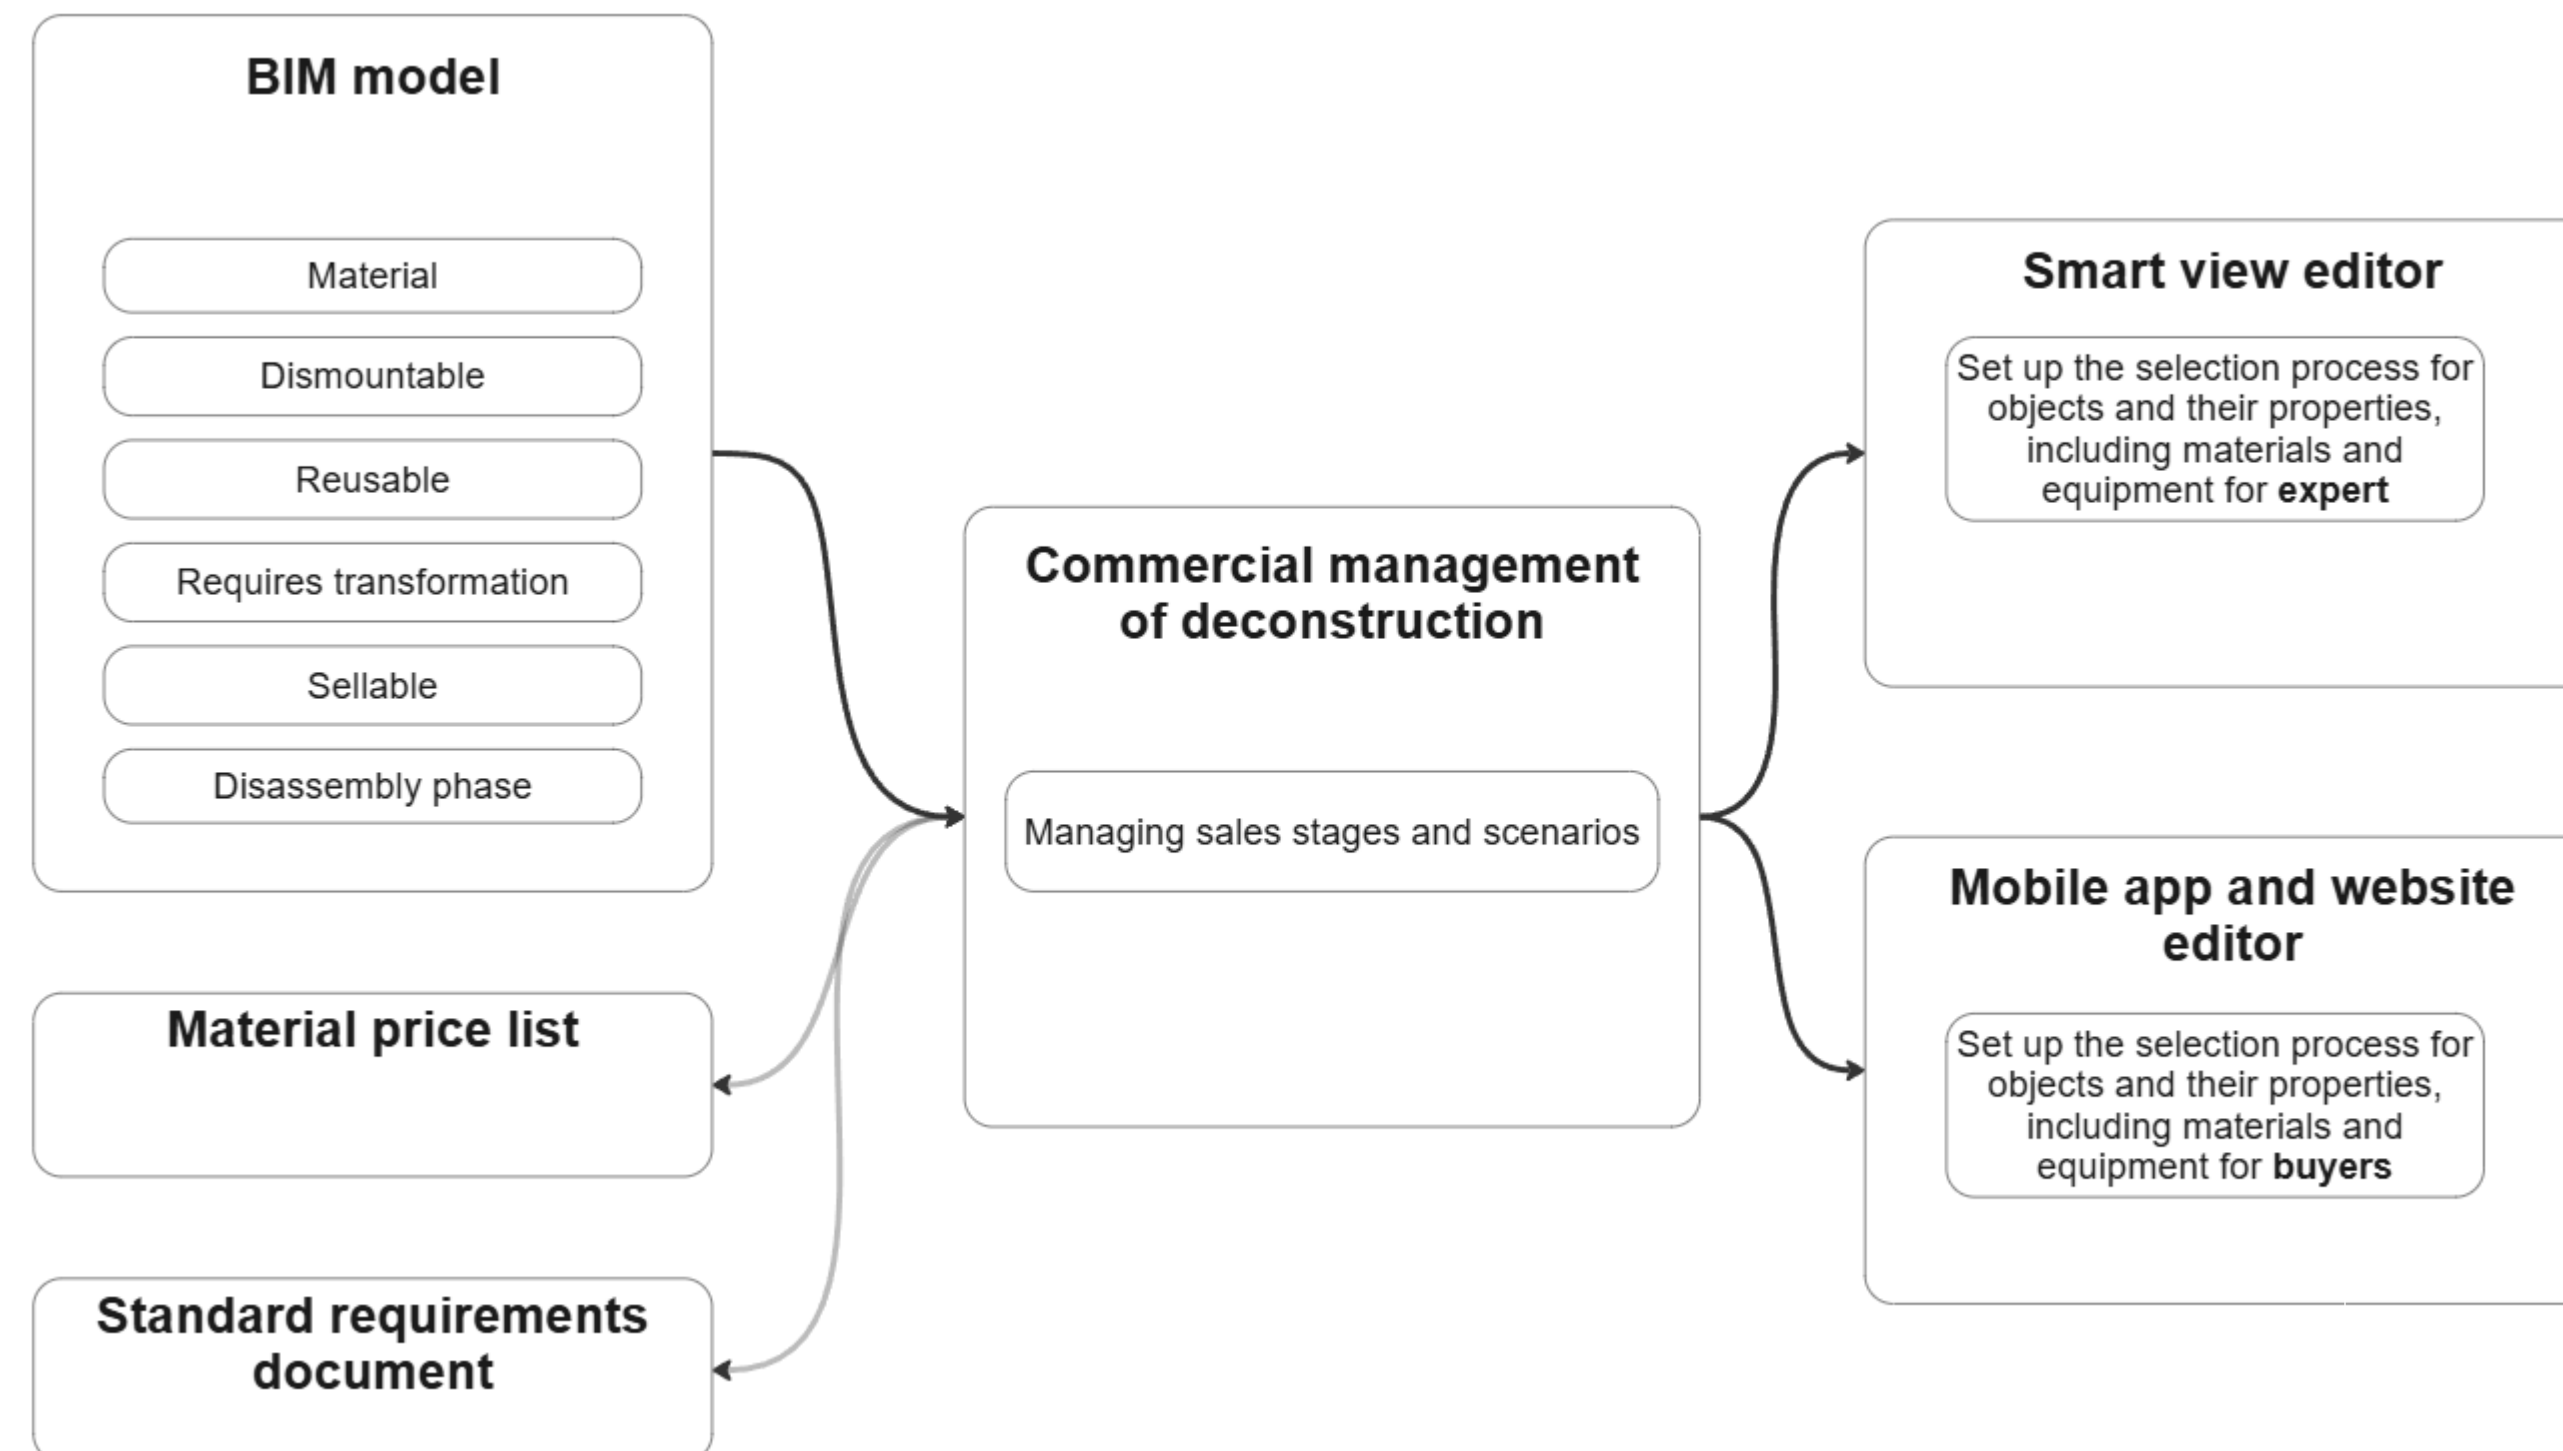 BIM model
Material
Dismountable
Reusable
Requires transformation
Sellable
Disassembly phase
Material price list
Standard requirements
document
Commercial management
of deconstruction
Managing sales stages and scenarios
Smart view editor
Set up the selection process for
objects and their properties,
including materials and
equipment for expert
Mobile app and website
editor
Set up the selection process for
objects and their properties,
including materials and
equipment for buyers